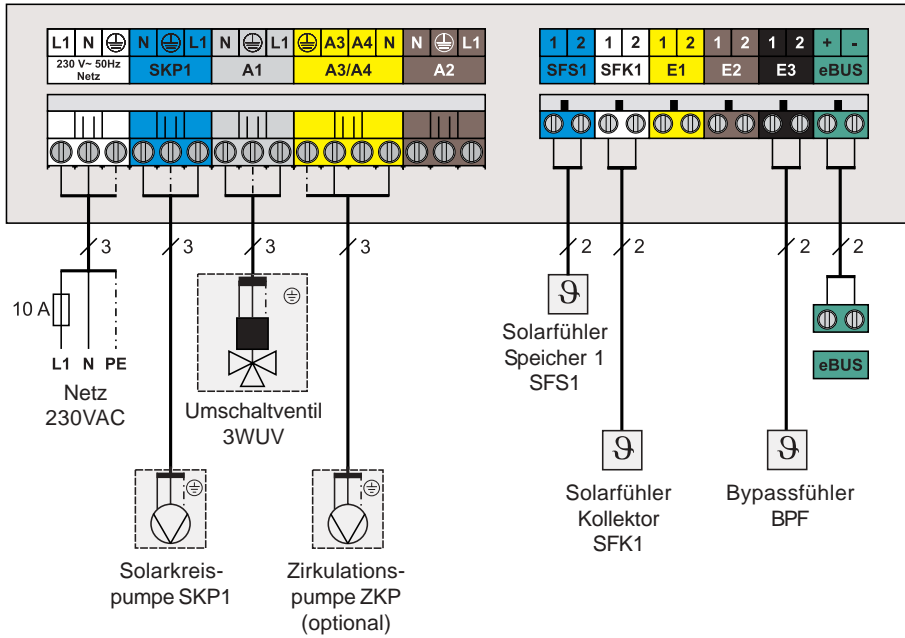 L1 N N L1 N L1 A3 A4 N N L1
230 V~ 50Hz
Netz
SKP1 A1 A3/A4 A2
1 2 1 2 1 2 1 2 1 2 + -
SFS1 SFK1 E1 E2 E3 eBUS
3 3 3 3 2 2 2 2
10 A
L1 N PE
Netz
230VAC
Umschaltventil
3WUV
ϑ
Solarfühler
Speicher 1
SFS1
eBUS
ϑ
Solarfühler
Kollektor
SFK1
ϑ
Bypassfühler
BPF
Solarkreis-
pumpe SKP1
Zirkulations-
pumpe ZKP
(optional)